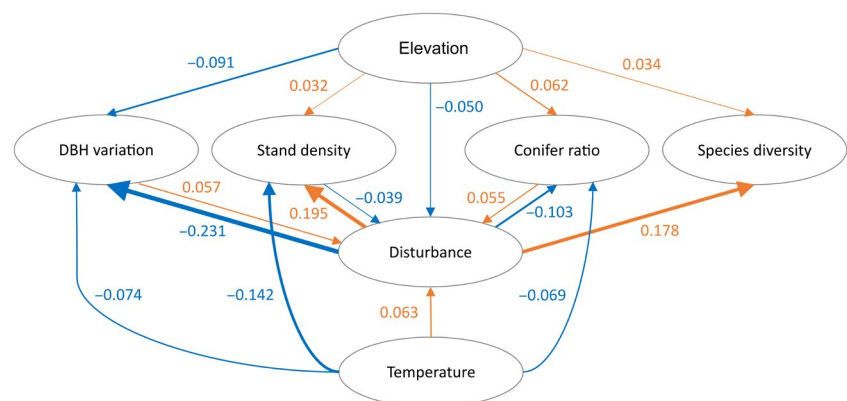 Elevation
−0.091
0.032
−0.050
0.062
0.034
DBH variation
Stand density
Conifer ratio
Species diversity
0.057
−0.231
0.195
−0.039
0.055
−0.103
0.178
Disturbance
−0.074
−0.142
0.063
−0.069
Temperature